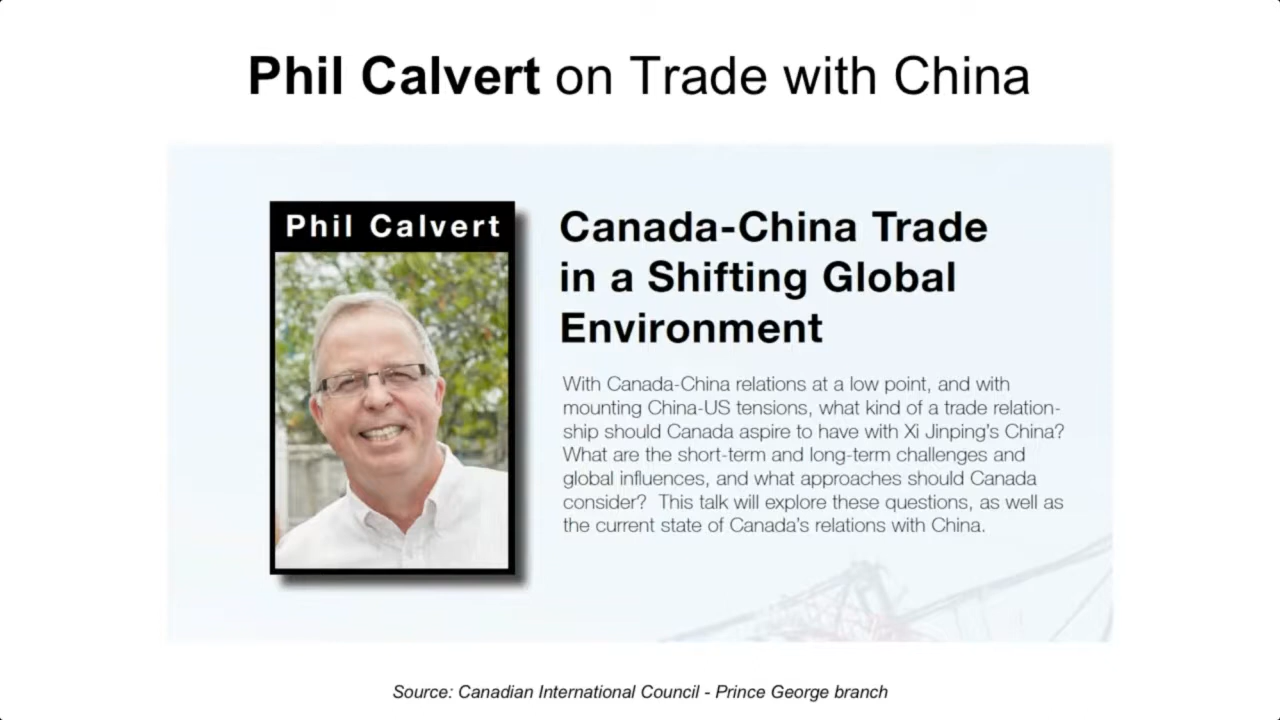 Phil Calvert on Trade with China
Phil Calvert
Canada-China Trade
in a Shifting Global
Environment
With Canada-China relations at a low point, and with
mounting China-US tensions, what kind of a trade relation-
ship should Canada aspire to have with Xi Jinping's China?
What are the short-term and long-term challenges and
global influences, and what approaches should Canada
consider?  This talk will explore these questions, as well as
the current state of Canada's relations with China.
Source: Canadian International Council - Prince George branch